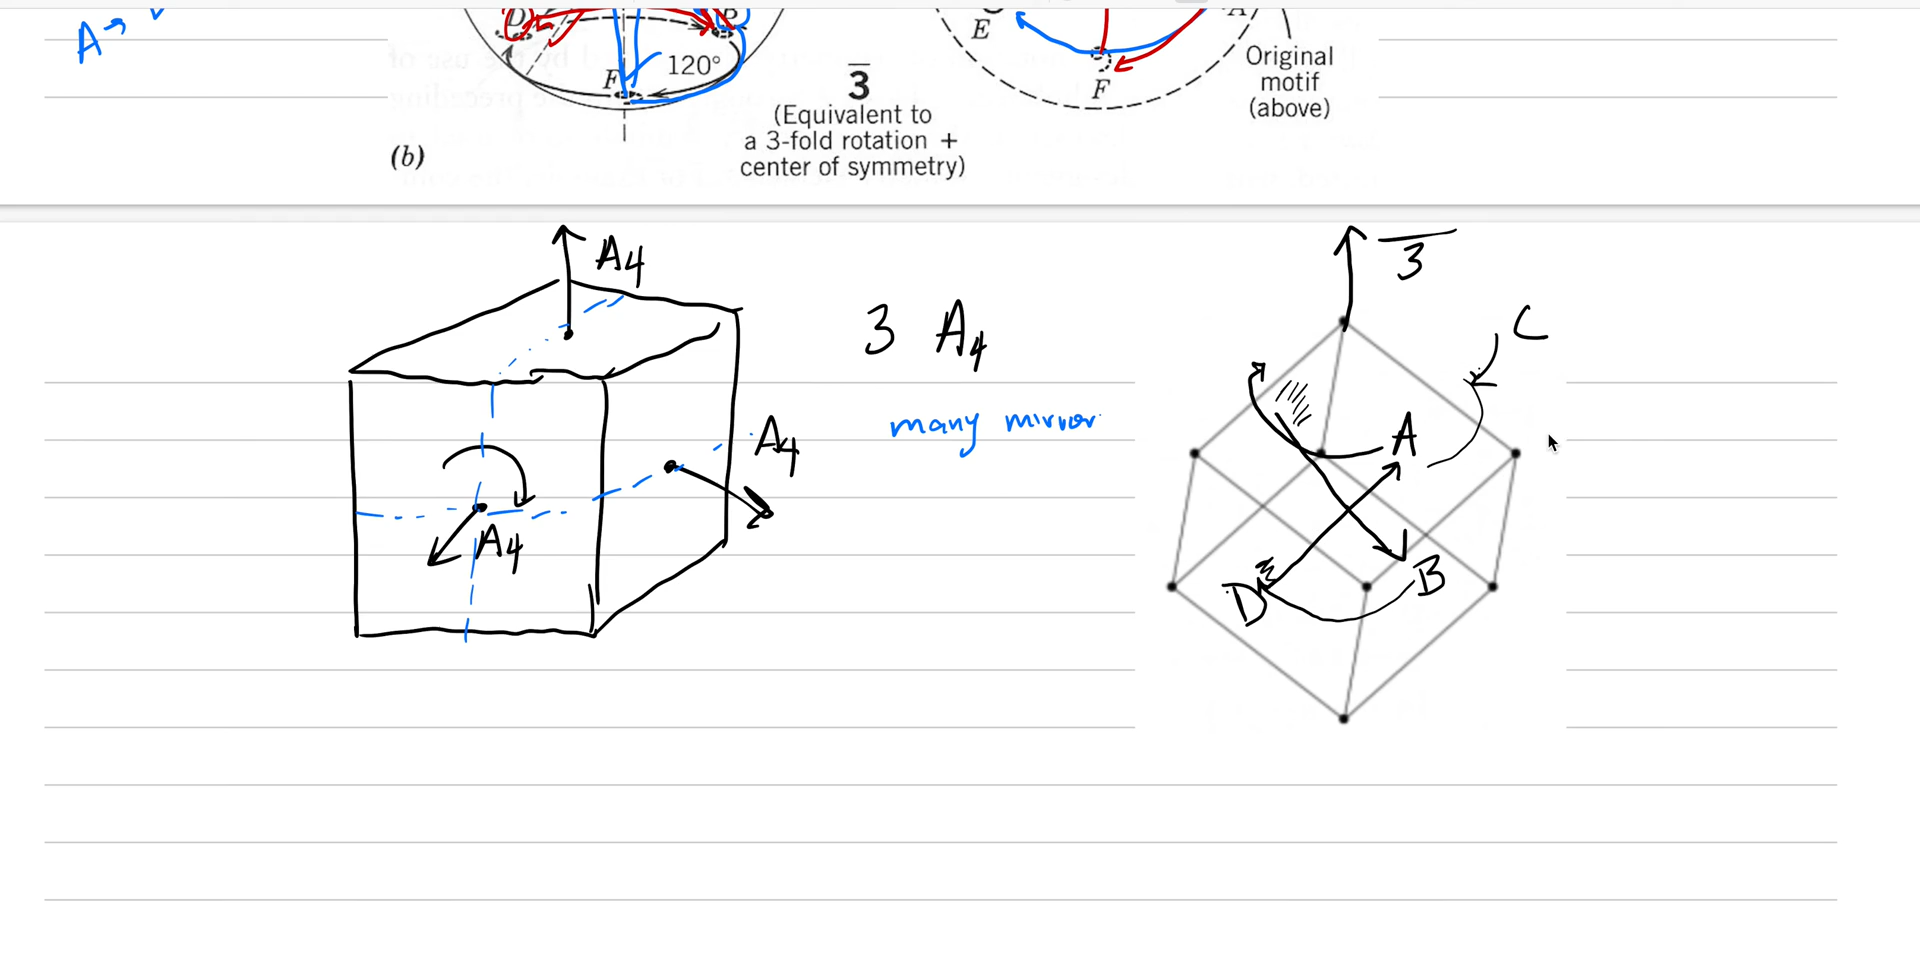 A→
D
B
F
120°
(b)
3̅
(Equivalent to
a 3-fold rotation +
center of symmetry)
E
F
A
Original
motif
(above)
A4
3 A4
many mirror
A4
A4
3̅
C
A
B
D